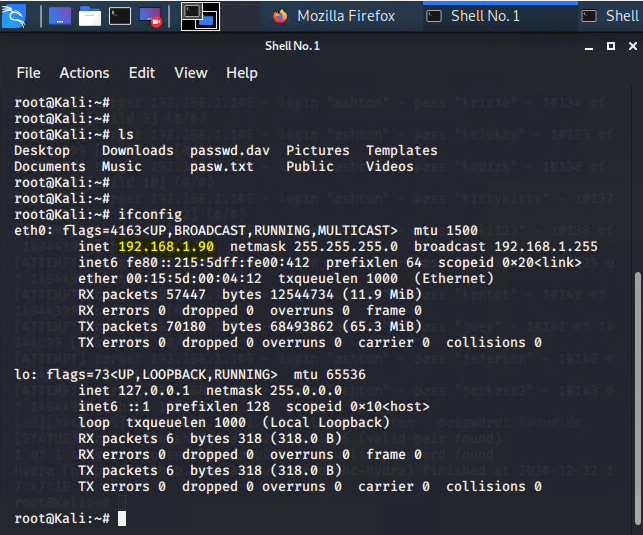 Mozilla Firefox
Shell No. 1
Shell
Shell No.1
File Actions Edit View Help
root@Kali:~#
root@Kali:~#
root@Kali:~# ls
Desktop Downloads passwd.dav Pictures Templates
Documents Music pasw.txt Public Videos
root@Kali:~#
root@Kali:~#
root@Kali:~# ifconfig
eth0: flags=4163<UP,BROADCAST,RUNNING,MULTICAST> mtu 1500
inet 192.168.1.90 netmask 255.255.255.0 broadcast 192.168.1.255
inet6 fe80::215:5dff:fe00:412 prefixlen 64 scopeid 0×20<link>
ether 00:15:5d:00:04:12 txqueuelen 1000 (Ethernet)
RX packets 57447 bytes 12544734 (11.9 MiB)
RX errors 0 dropped 0 overruns 0 frame 0
TX packets 70180 bytes 68493862 (65.3 MiB)
TX errors 0 dropped 0 overruns 0 carrier 0 collisions 0
lo: flags=73<UP,LOOPBACK,RUNNING> mtu 65536
inet 127.0.0.1 netmask 255.0.0.0
inet6 ::1 prefixlen 128 scopeid 0×10<host>
loop txqueuelen 1000 (Local Loopback)
RX packets 6 bytes 318 (318.0 B)
RX errors 0 dropped 0 overruns 0 frame 0
TX packets 6 bytes 318 (318.0 B)
TX errors 0 dropped 0 overruns 0 carrier 0 collisions 0
root@Kali:~#
root@Kali:~#